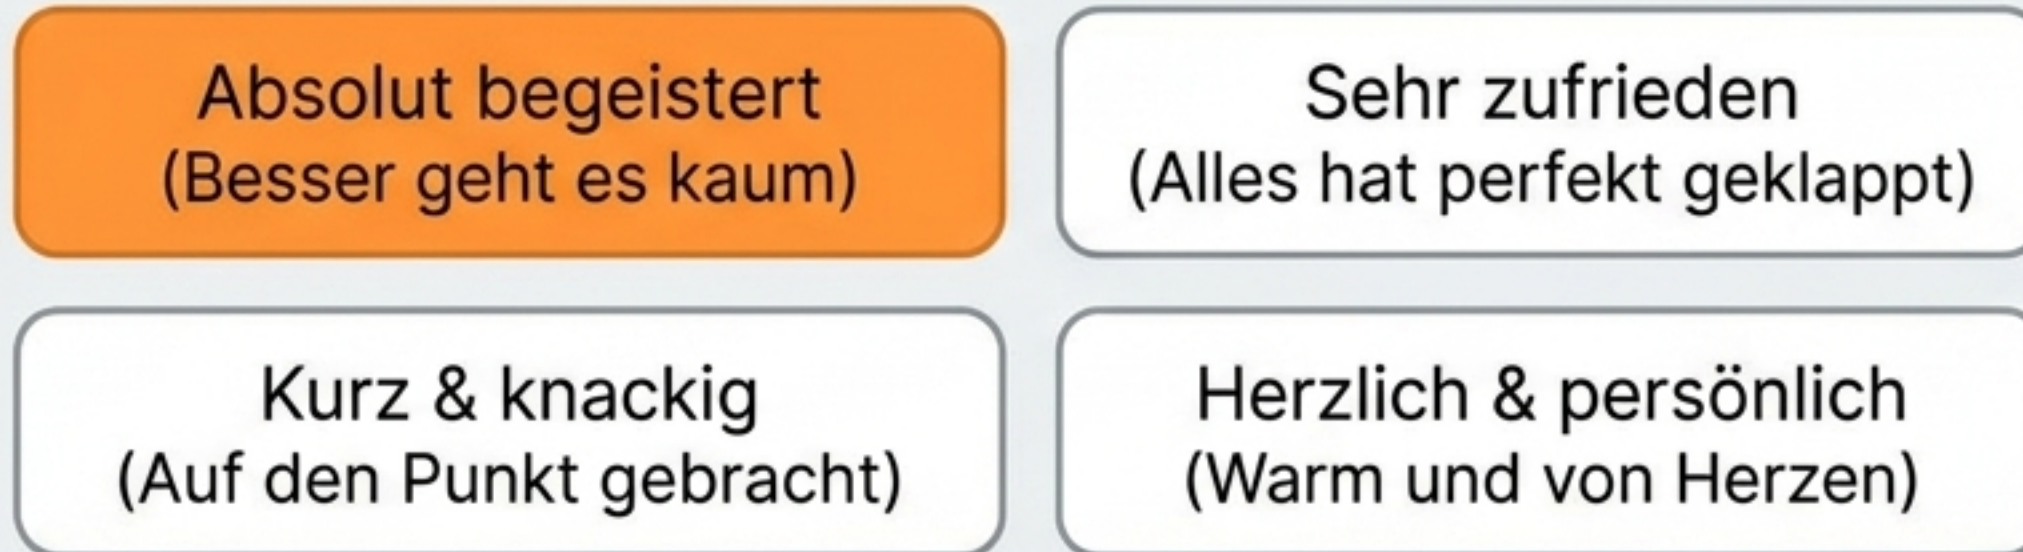 Absolut begeistert
(Besser geht es kaum)
Sehr zufrieden
(Alles hat perfekt geklappt)
Kurz & knackig
(Auf den Punkt gebracht)
Herzlich & persönlich
(Warm und von Herzen)